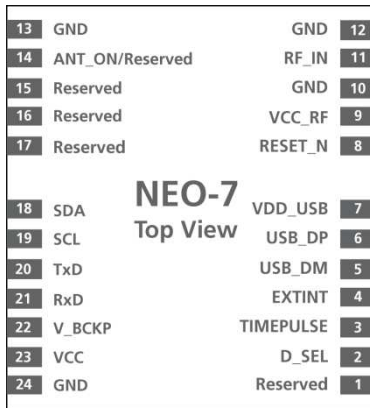 13 GND GND 12
14 ANT_ON/Reserved RF_IN 11
15 Reserved GND 10
16 Reserved VCC_RF 9
17 Reserved RESET_N 8
NEO-7
Top View
18 SDA VDD_USB 7
19 SCL USB_DP 6
20 TxD USB_DM 5
21 RxD EXTINT 4
22 V_BCKP TIMEPULSE 3
23 VCC D_SEL 2
24 GND Reserved 1